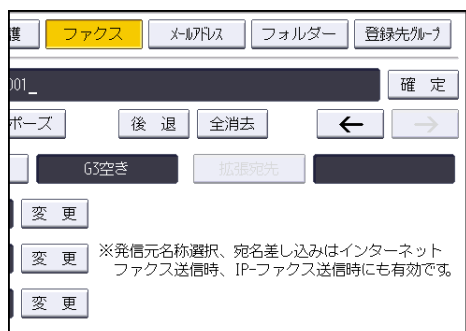 護 ファクス メールアドレス フォルダー 登録先グループ
001_ 確 定
ポーズ 後 退 全消去 ← →
G3空き 拡張宛先
変 更
変 更 ※発信元名称選択、宛名差し込みはインターネット
ファクス送信時、IP-ファクス送信時にも有効です。
変 更